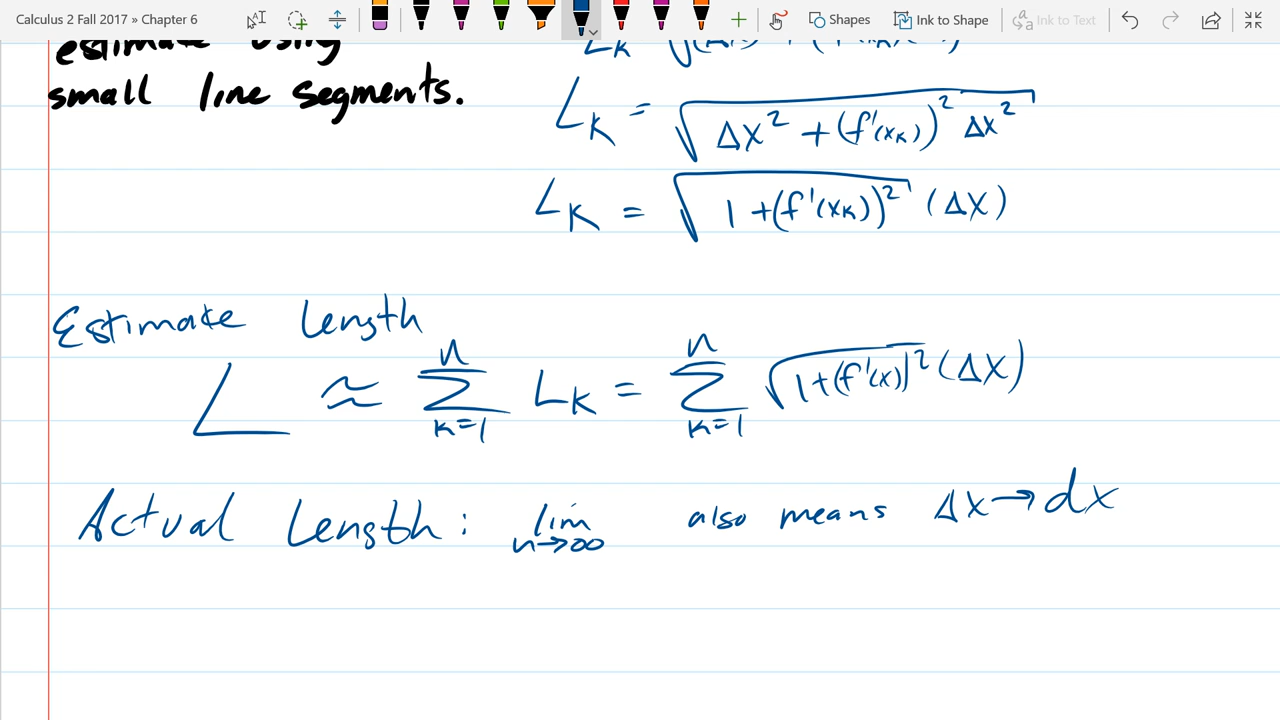 Calculus 2 Fall 2017 » Chapter 6
Shapes
Ink to Shape
Ink to Text
estimate using
small line segments.
L_K = √(Δx² + (f'(x_K))² Δx²)
L_K = √(1+(f'(x_K))²) (Δx)
Estimate Length
L ≈ Σ_{k=1}^{n} L_K = Σ_{k=1}^{n} √(1+(f'(x))²) (Δx)
Actual Length: lim_{n→∞} also means Δx→dx